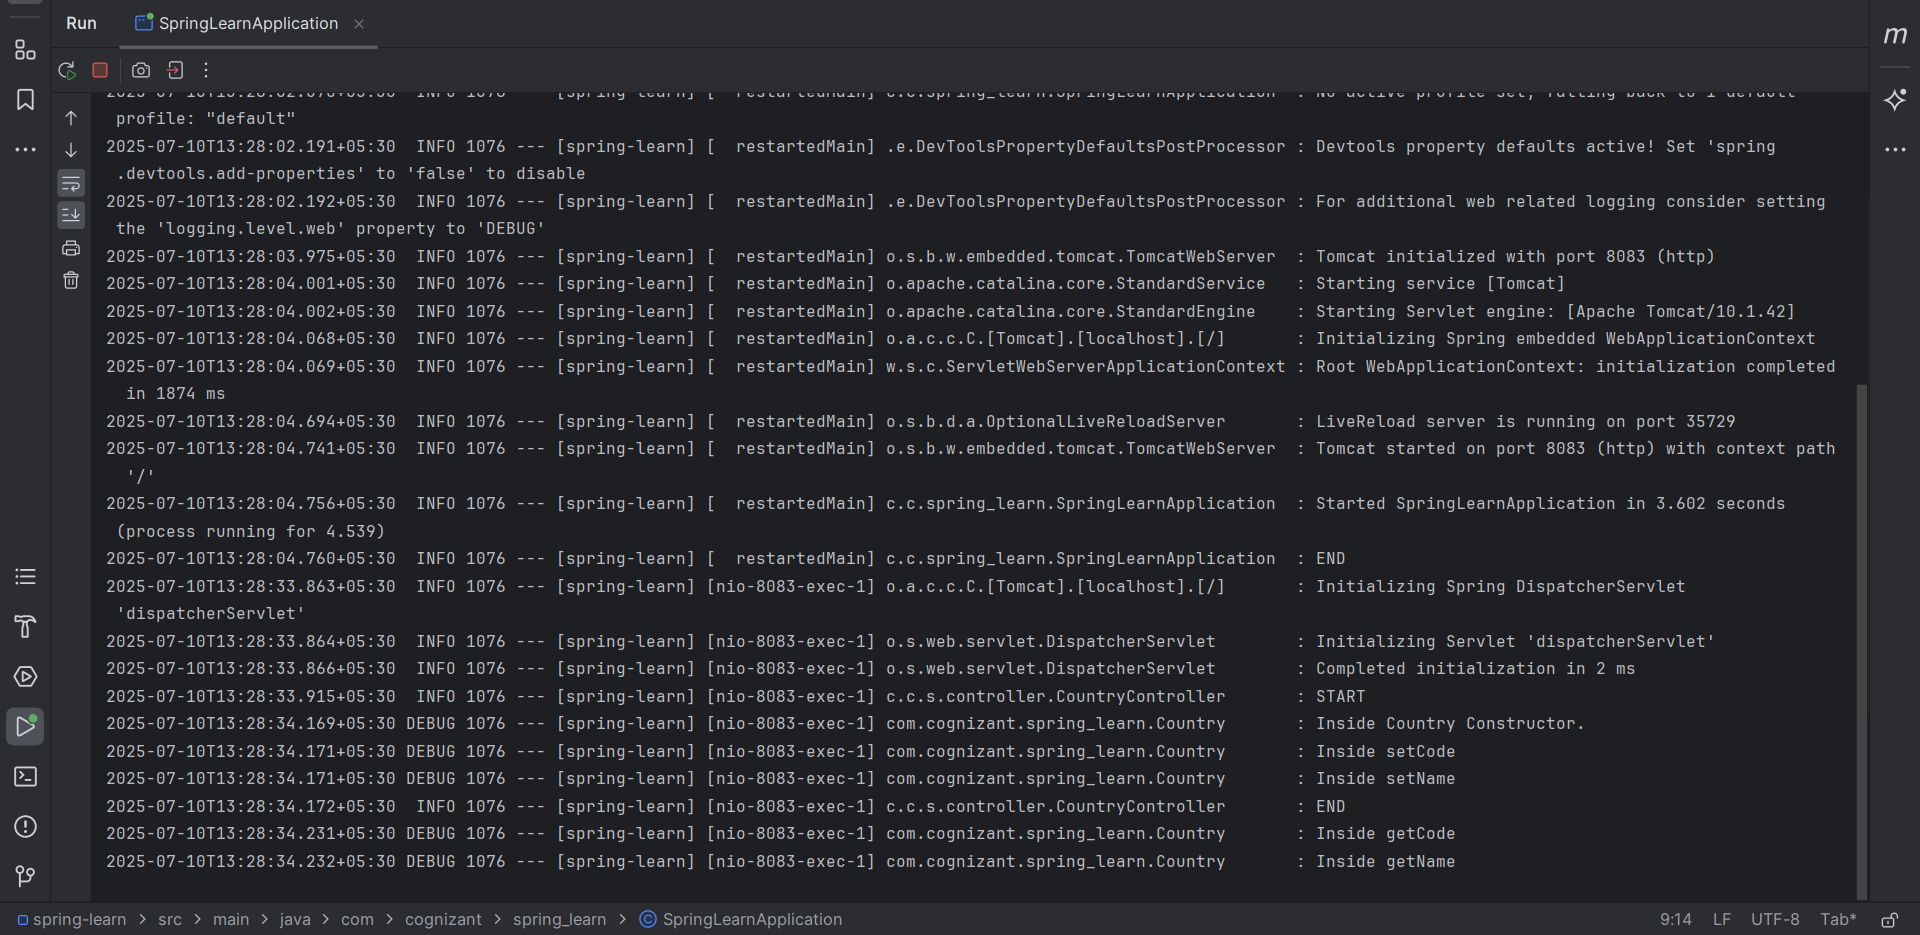 Run SpringLearnApplication
m
2025-07-10T13:28:02.076+05:30  INFO 1076 --- [spring-learn] [  restartedMain] c.c.spring_learn.SpringLearnApplication  : No active profile set, falling back to 1 default
profile: "default"
2025-07-10T13:28:02.191+05:30  INFO 1076 --- [spring-learn] [  restartedMain] .e.DevToolsPropertyDefaultsPostProcessor : Devtools property defaults active! Set 'spring
.devtools.add-properties' to 'false' to disable
2025-07-10T13:28:02.192+05:30  INFO 1076 --- [spring-learn] [  restartedMain] .e.DevToolsPropertyDefaultsPostProcessor : For additional web related logging consider setting
the 'logging.level.web' property to 'DEBUG'
2025-07-10T13:28:03.975+05:30  INFO 1076 --- [spring-learn] [  restartedMain] o.s.b.w.embedded.tomcat.TomcatWebServer  : Tomcat initialized with port 8083 (http)
2025-07-10T13:28:04.001+05:30  INFO 1076 --- [spring-learn] [  restartedMain] o.apache.catalina.core.StandardService   : Starting service [Tomcat]
2025-07-10T13:28:04.002+05:30  INFO 1076 --- [spring-learn] [  restartedMain] o.apache.catalina.core.StandardEngine    : Starting Servlet engine: [Apache Tomcat/10.1.42]
2025-07-10T13:28:04.068+05:30  INFO 1076 --- [spring-learn] [  restartedMain] o.a.c.c.C.[Tomcat].[localhost].[/]       : Initializing Spring embedded WebApplicationContext
2025-07-10T13:28:04.069+05:30  INFO 1076 --- [spring-learn] [  restartedMain] w.s.c.ServletWebServerApplicationContext : Root WebApplicationContext: initialization completed
in 1874 ms
2025-07-10T13:28:04.694+05:30  INFO 1076 --- [spring-learn] [  restartedMain] o.s.b.d.a.OptionalLiveReloadServer       : LiveReload server is running on port 35729
2025-07-10T13:28:04.741+05:30  INFO 1076 --- [spring-learn] [  restartedMain] o.s.b.w.embedded.tomcat.TomcatWebServer  : Tomcat started on port 8083 (http) with context path
'/'
2025-07-10T13:28:04.756+05:30  INFO 1076 --- [spring-learn] [  restartedMain] c.c.spring_learn.SpringLearnApplication  : Started SpringLearnApplication in 3.602 seconds
(process running for 4.539)
2025-07-10T13:28:04.760+05:30  INFO 1076 --- [spring-learn] [  restartedMain] c.c.spring_learn.SpringLearnApplication  : END
2025-07-10T13:28:33.863+05:30  INFO 1076 --- [spring-learn] [nio-8083-exec-1] o.a.c.c.C.[Tomcat].[localhost].[/]       : Initializing Spring DispatcherServlet
'dispatcherServlet'
2025-07-10T13:28:33.864+05:30  INFO 1076 --- [spring-learn] [nio-8083-exec-1] o.s.web.servlet.DispatcherServlet        : Initializing Servlet 'dispatcherServlet'
2025-07-10T13:28:33.866+05:30  INFO 1076 --- [spring-learn] [nio-8083-exec-1] o.s.web.servlet.DispatcherServlet        : Completed initialization in 2 ms
2025-07-10T13:28:33.915+05:30  INFO 1076 --- [spring-learn] [nio-8083-exec-1] c.c.s.controller.CountryController       : START
2025-07-10T13:28:34.169+05:30 DEBUG 1076 --- [spring-learn] [nio-8083-exec-1] com.cognizant.spring_learn.Country       : Inside Country Constructor.
2025-07-10T13:28:34.171+05:30 DEBUG 1076 --- [spring-learn] [nio-8083-exec-1] com.cognizant.spring_learn.Country       : Inside setCode
2025-07-10T13:28:34.171+05:30 DEBUG 1076 --- [spring-learn] [nio-8083-exec-1] com.cognizant.spring_learn.Country       : Inside setName
2025-07-10T13:28:34.172+05:30  INFO 1076 --- [spring-learn] [nio-8083-exec-1] c.c.s.controller.CountryController       : END
2025-07-10T13:28:34.231+05:30 DEBUG 1076 --- [spring-learn] [nio-8083-exec-1] com.cognizant.spring_learn.Country       : Inside getCode
2025-07-10T13:28:34.232+05:30 DEBUG 1076 --- [spring-learn] [nio-8083-exec-1] com.cognizant.spring_learn.Country       : Inside getName
spring-learn > src > main > java > com > cognizant > spring_learn > SpringLearnApplication 9:14 LF UTF-8 Tab*